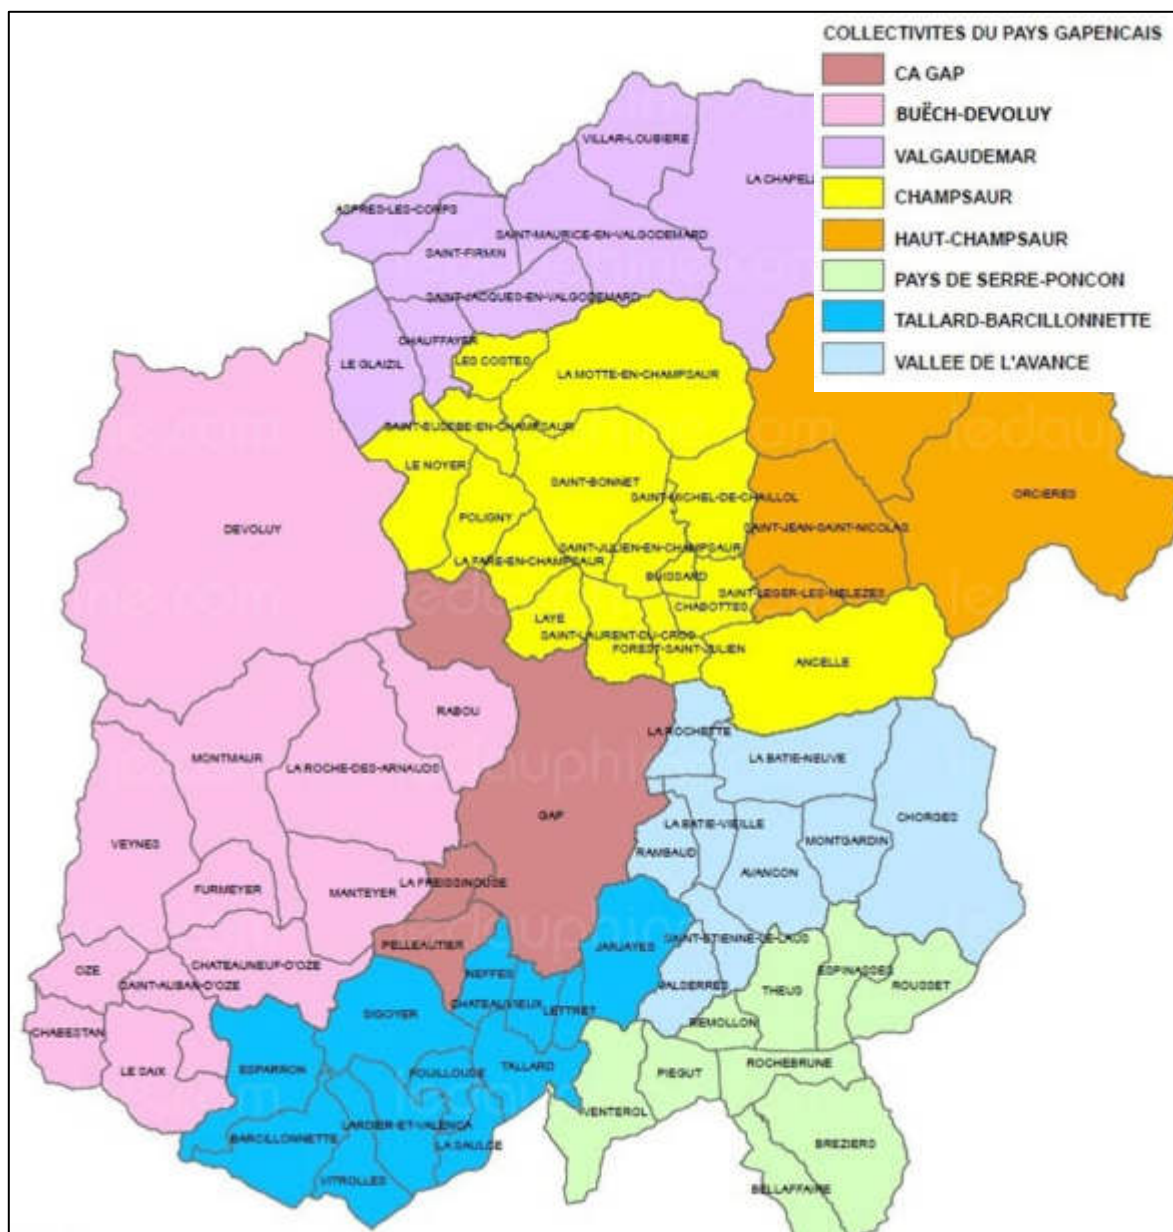 COLLECTIVITES DU PAYS GAPENCAIS
CA GAP
BUËCH-DEVOLUY
VALGAUDEMAR
CHAMPSAUR
HAUT-CHAMPSAUR
PAYS DE SERRE-PONCON
TALLARD-BARCILLONNETTE
VALLEE DE L'AVANCE
VILLAR-LOUBIERE
LA CHAPEL
ASPRES-LES-CORPS
SAINT-MAURICE-EN-VALGODEMARD
SAINT-FIRMIN
SAINT-JACQUES-EN-VALGODEMARD
CHAUFFAYER
LE GLAIZIL
LES COSTES
LA MOTTE-EN-CHAMPSAUR
SAINT-EUSEBE-EN-CHAMPSAUR
LE NOYER
SAINT-BONNET
SAINT-MICHEL-DE-CHAILLOL
ORCIERES
POLIGNY
DEVOLUY
SAINT-JEAN-SAINT-NICOLAS
SAINT-JULIEN-EN-CHAMPSAUR
LA FARE-EN-CHAMPSAUR
BUISSARD
SAINT-LEGER-LES-MELEZES
CHABOTTES
LAYE
SAINT-LAURENT-DU-CROS
FOREST-SAINT-JULIEN
ANCELLE
RABOU
LA ROCHETTE
MONTMAUR
LA BATIE-NEUVE
LA ROCHE-DES-ARNAUDS
GAP
CHORGES
LA BATIE-VIEILLE
MONTGARDIN
VEYNES
RAMBAUD
AVANCON
LA FREISSINOUSE
FURMEYER
MANTEYER
PELLEAUTIER
JARJAYES
SAINT-ETIENNE-LE-LAUS
CHATEAUNEUF-D'OZE
OZE
NEFFES
ESPINASSES
SAINT-AUBAN-D'OZE
VALSERRES
THEUS
ROUSSET
CHATEAUVIEUX
LETTRET
SIGOYER
REMOLLON
CHABESTAN
ROCHEBRUNE
LE SAIX
ESPARRON
FOUILLOUSE
TALLARD
PIEGUT
VENTEROL
LARDIER-ET-VALENCA
BARCILLONNETTE
LA SAULCE
BREZIERS
VITROLLES
BELLAFFAIRE